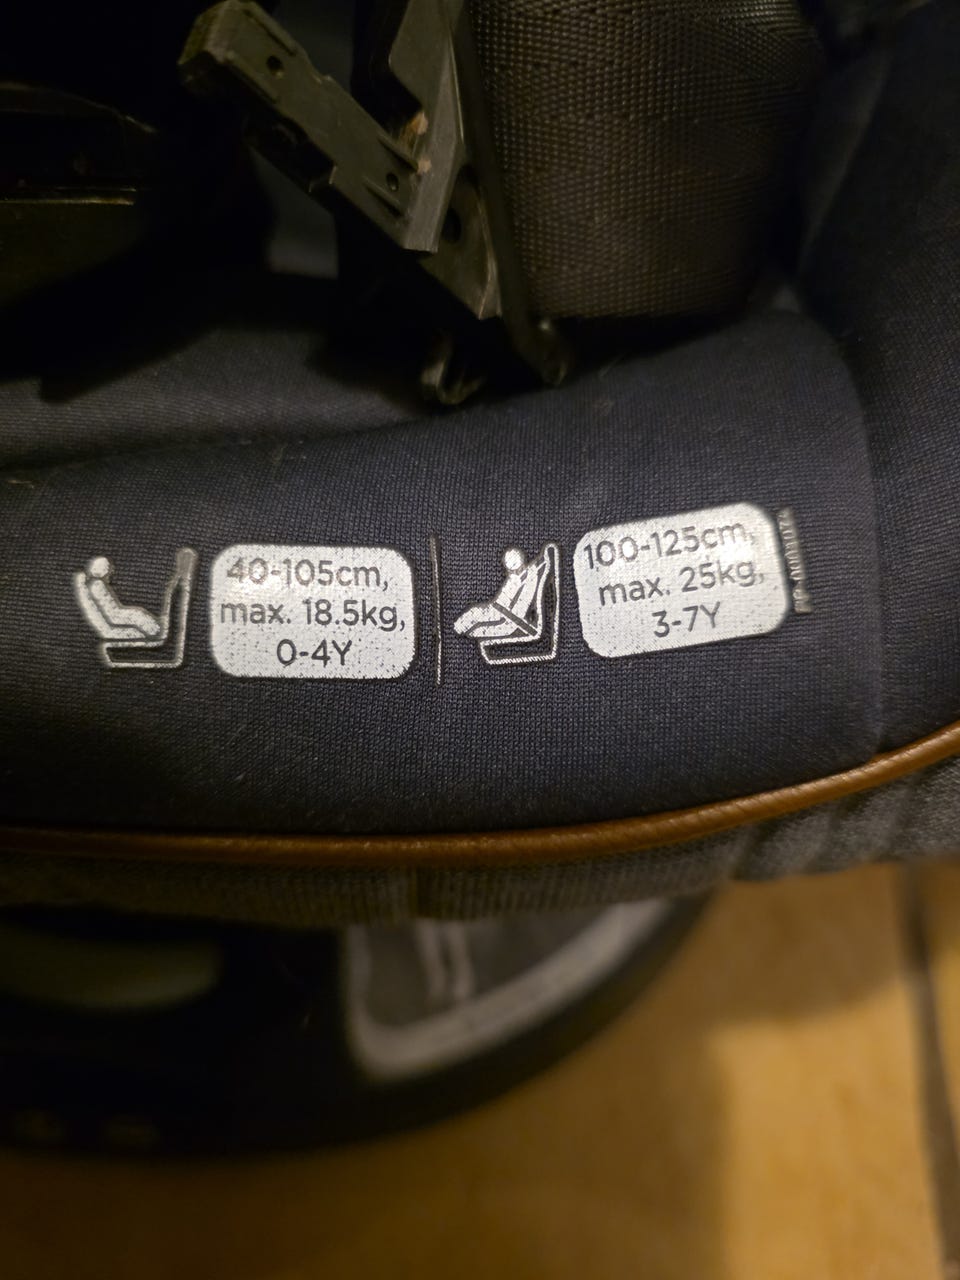 40-105cm,
max. 18.5kg,
0-4Y
100-125cm,
max. 25kg,
3-7Y